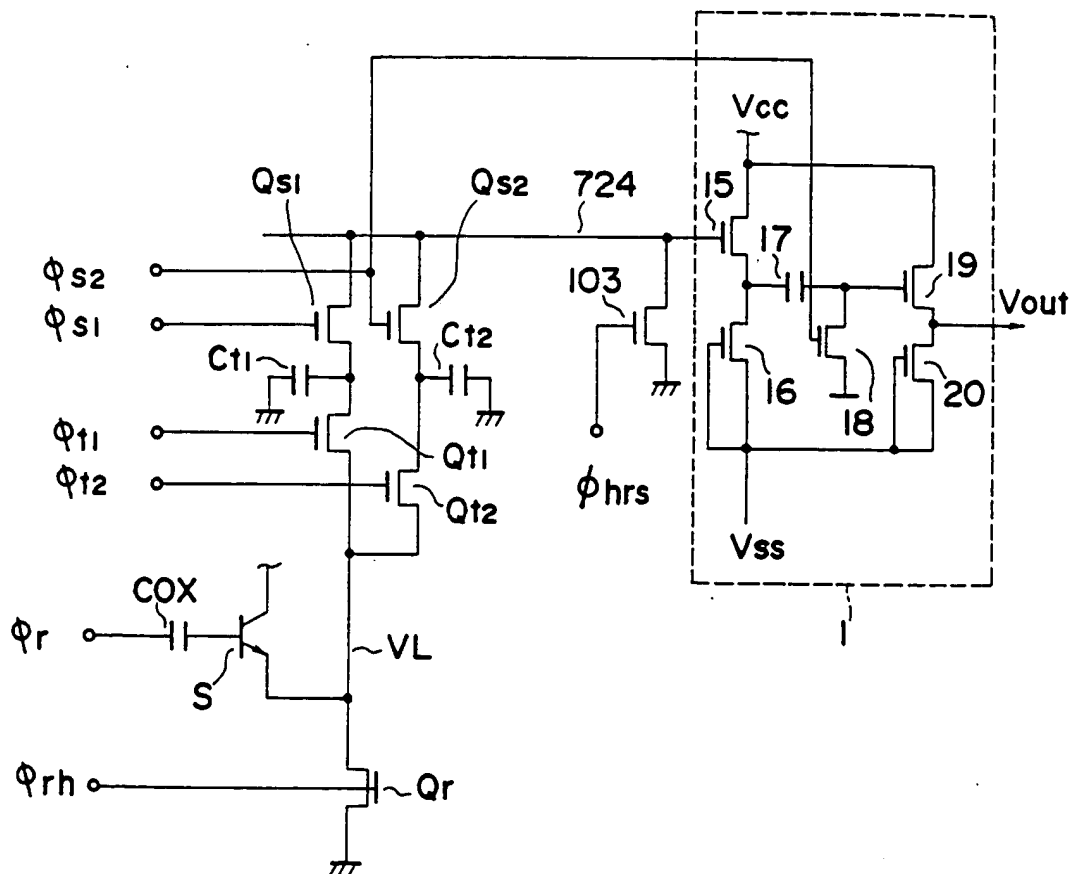 Vcc
Qs1
Qs2
724
15
17
19
φs2
φs1
103
Vout
Ct1
Ct2
16
18
20
φt1
Qt1
φt2
Qt2
φhrs
Vss
COX
φr
VL
1
S
φrh
Qr